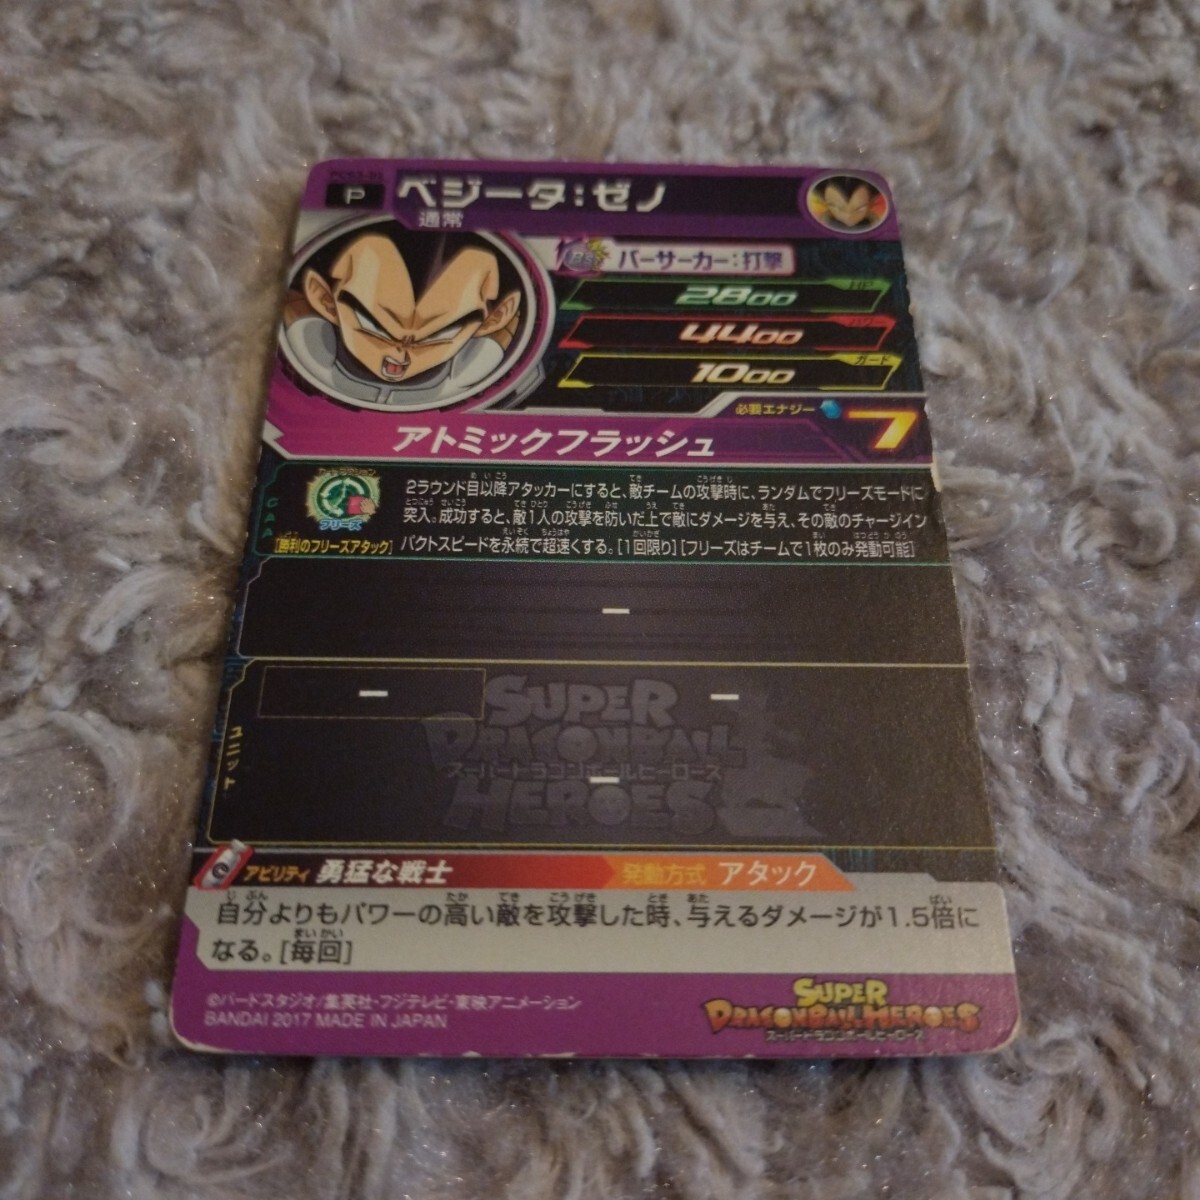 P
ベジータ：ゼノ
通常
バーサーカー：打撃
2800
4400
ガード
1000
必要エナジー
7
アトミックフラッシュ
CAA
フリーズ
[勝利のフリーズアタック]
2ラウンド目以降アタッカーにすると、敵チームの攻撃時に、ランダムでフリーズモードに
突入。成功すると、敵1人の攻撃を防いだ上で敵にダメージを与え、その敵のチャージイン
パクトスピードを永続で超速くする。[1回限り][フリーズはチームで1枚のみ発動可能]
ー
ー
ー
ー
ユニット
SUPER
DRAGONBALL
スーパードラゴンボールヒーローズ
HEROES
アビリティ 勇猛な戦士
発動方式 アタック
自分よりもパワーの高い敵を攻撃した時、与えるダメージが1.5倍に
なる。[毎回]
©バードスタジオ/集英社・フジテレビ・東映アニメーション
BANDAI 2017 MADE IN JAPAN
SUPER
DRAGONBALL HEROES
スーパードラゴンボールヒーローズ